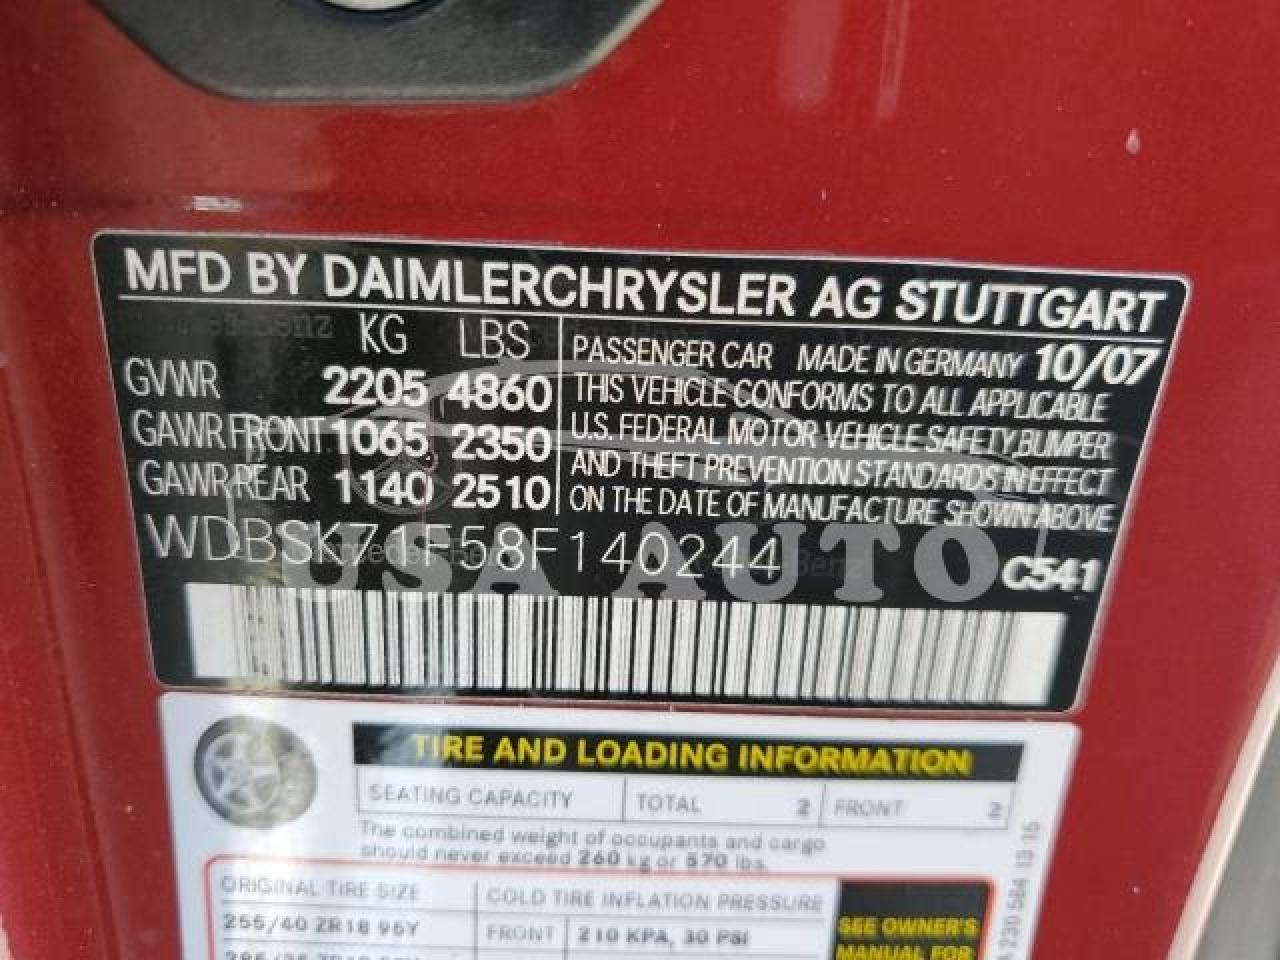 MFD BY DAIMLERCHRYSLER AG STUTTGART
KG LBS
GVWR 2205 4860
GAWR FRONT 1065 2350
GAWR REAR 1140 2510
PASSENGER CAR MADE IN GERMANY 10/07
THIS VEHICLE CONFORMS TO ALL APPLICABLE
U.S. FEDERAL MOTOR VEHICLE SAFETY, BUMPER
AND THEFT PREVENTION STANDARDS IN EFFECT
ON THE DATE OF MANUFACTURE SHOWN ABOVE
WDBSK71F58F140244
C541
USA AUTO
TIRE AND LOADING INFORMATION
SEATING CAPACITY TOTAL 2 FRONT 2
The combined weight of occupants and cargo
should never exceed 260 kg or 570 lbs.
ORIGINAL TIRE SIZE COLD TIRE INFLATION PRESSURE
255/40 ZR18 95Y FRONT 210 KPA, 30 PSI
SEE OWNER'S
MANUAL FOR
A 230 584 13 15